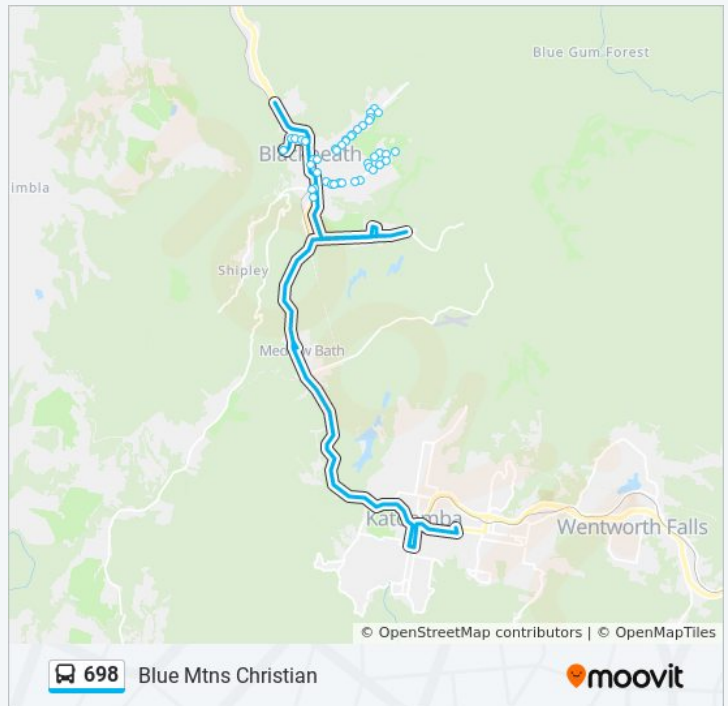 Blue Gum Forest
Blackheath
imbla
Shipley
Medlow Bath
Katoomba
Wentworth Falls
© OpenStreetMap contributors | © OpenMapTiles
698 Blue Mtns Christian
moovit